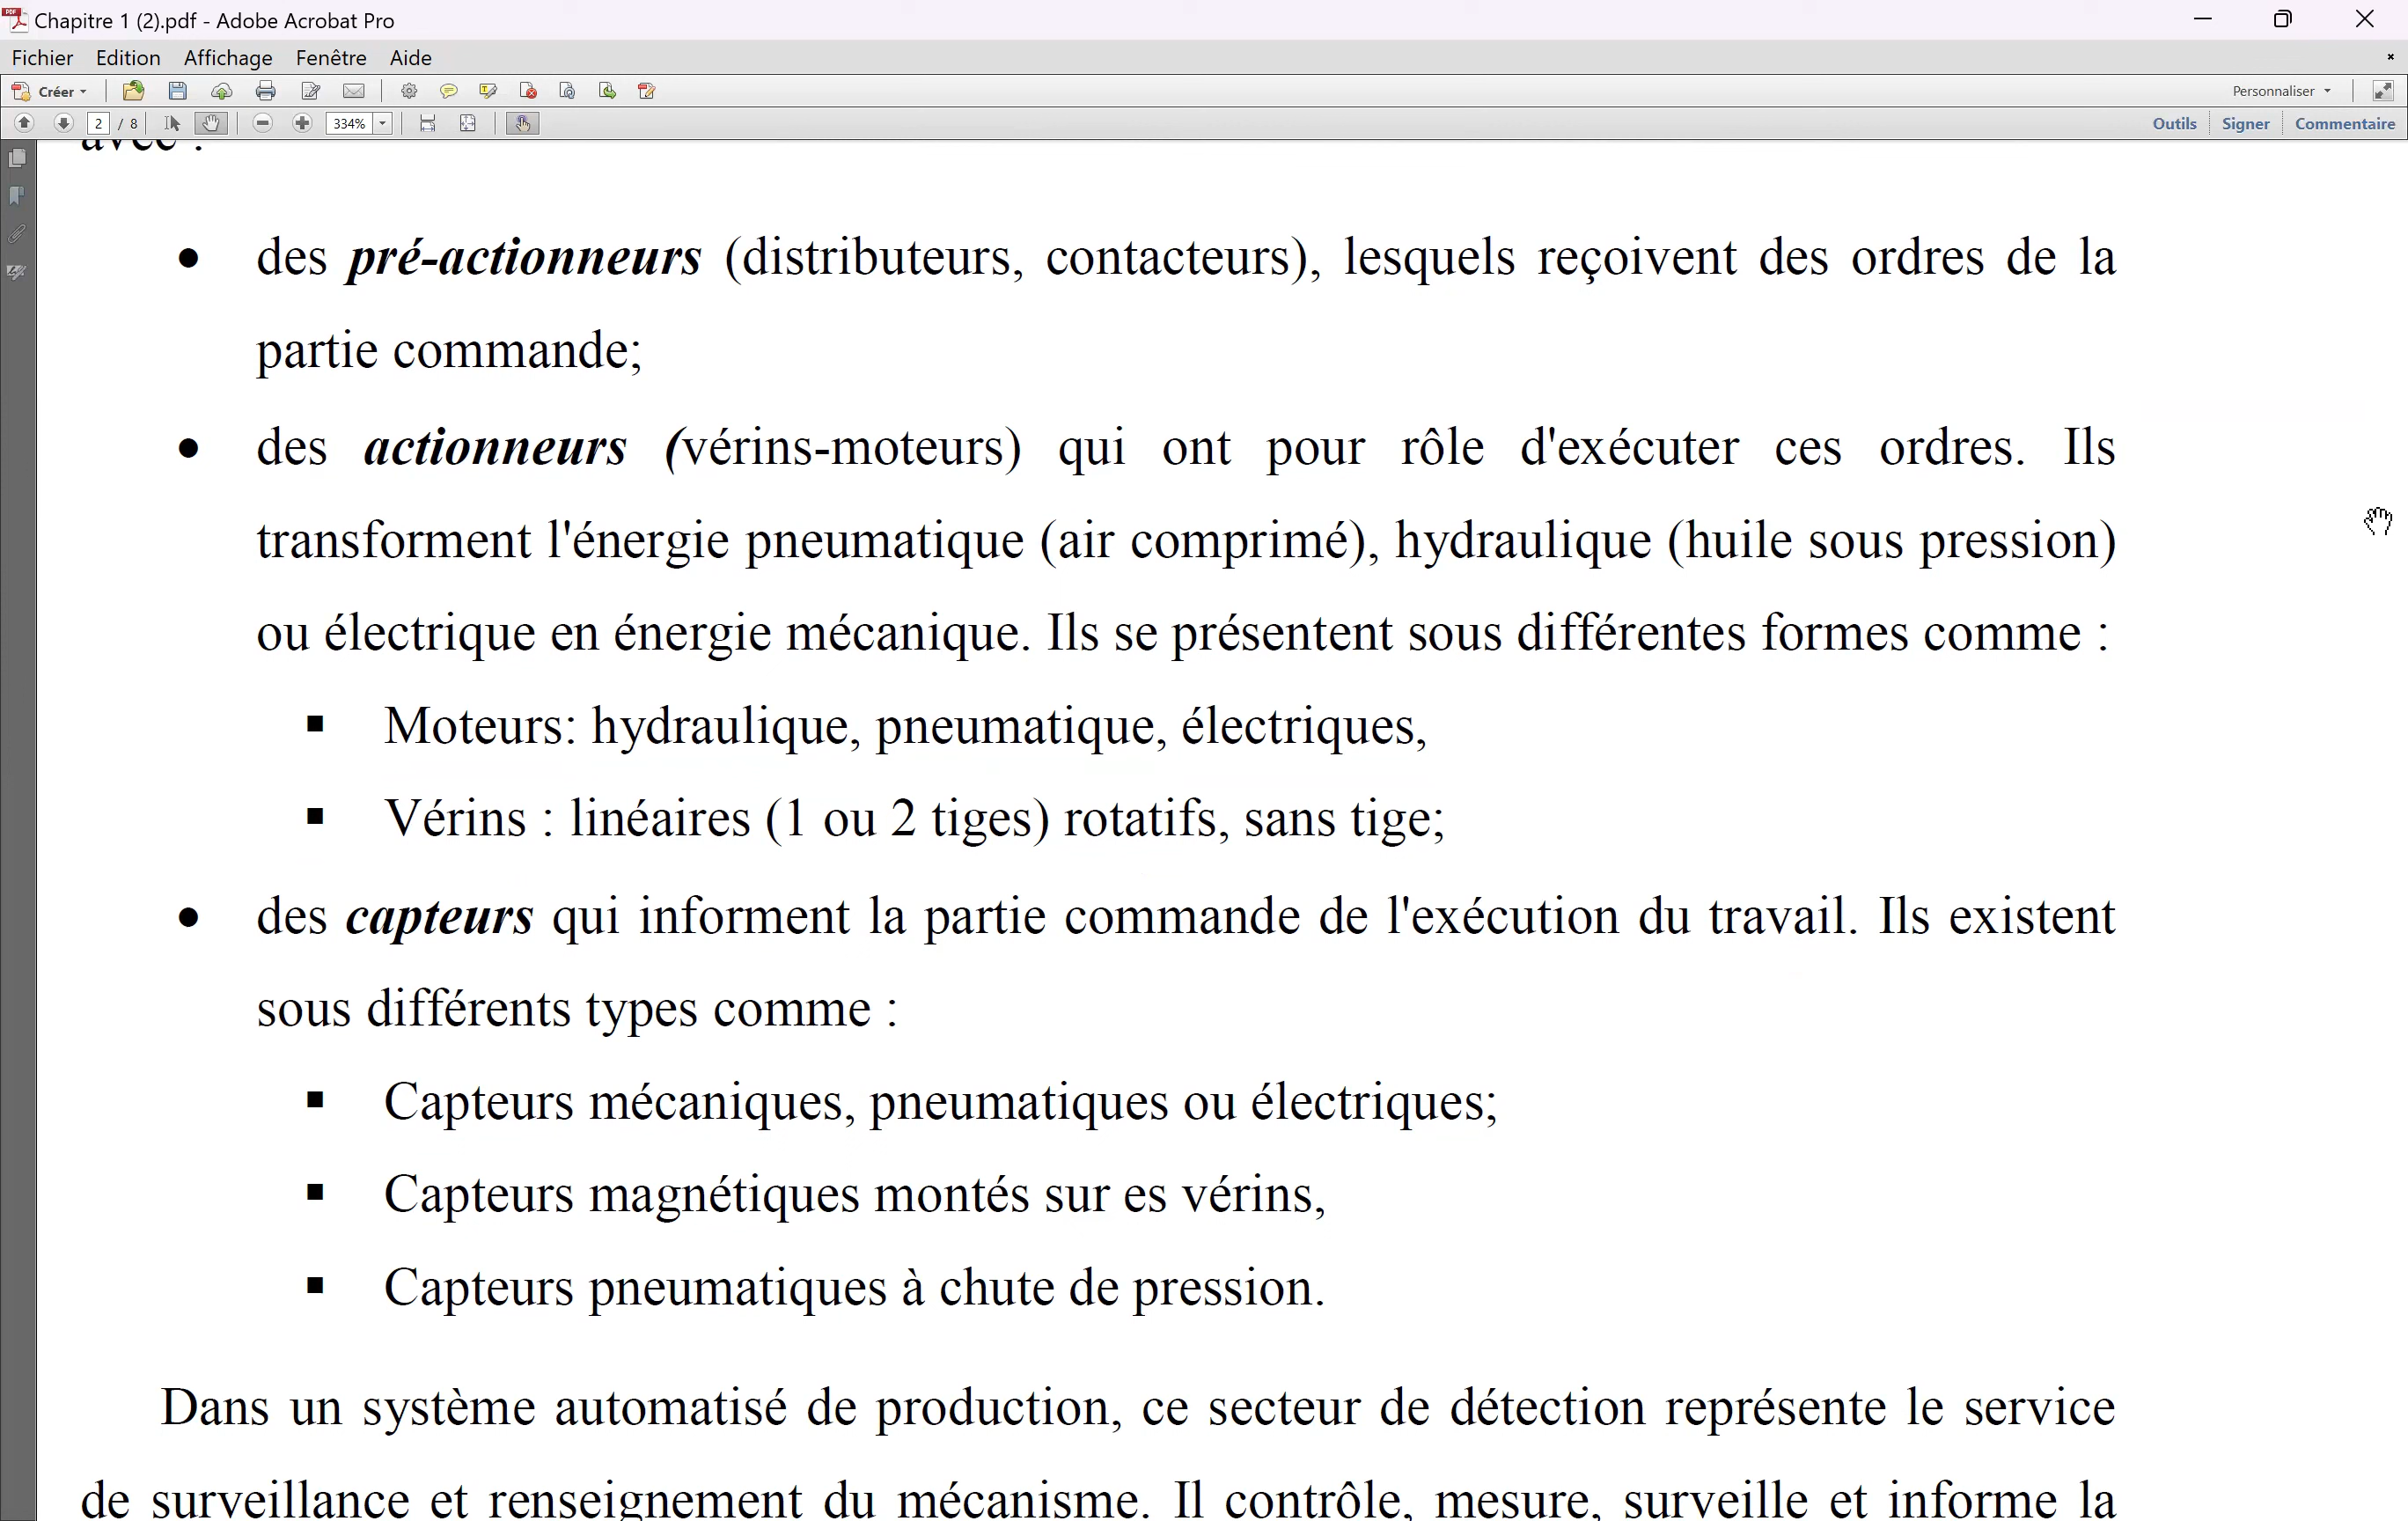 Chapitre 1 (2).pdf - Adobe Acrobat Pro
Fichier Edition Affichage Fenêtre Aide
Créer
Personnaliser
2 / 8
334%
Outils
Signer
Commentaire
avec :
● des pré-actionneurs (distributeurs, contacteurs), lesquels reçoivent des ordres de la
partie commande;
● des actionneurs (vérins-moteurs) qui ont pour rôle d'exécuter ces ordres. Ils
transforment l'énergie pneumatique (air comprimé), hydraulique (huile sous pression)
ou électrique en énergie mécanique. Ils se présentent sous différentes formes comme :
▪ Moteurs: hydraulique, pneumatique, électriques,
▪ Vérins : linéaires (1 ou 2 tiges) rotatifs, sans tige;
● des capteurs qui informent la partie commande de l'exécution du travail. Ils existent
sous différents types comme :
▪ Capteurs mécaniques, pneumatiques ou électriques;
▪ Capteurs magnétiques montés sur es vérins,
▪ Capteurs pneumatiques à chute de pression.
Dans un système automatisé de production, ce secteur de détection représente le service
de surveillance et renseignement du mécanisme. Il contrôle, mesure, surveille et informe la